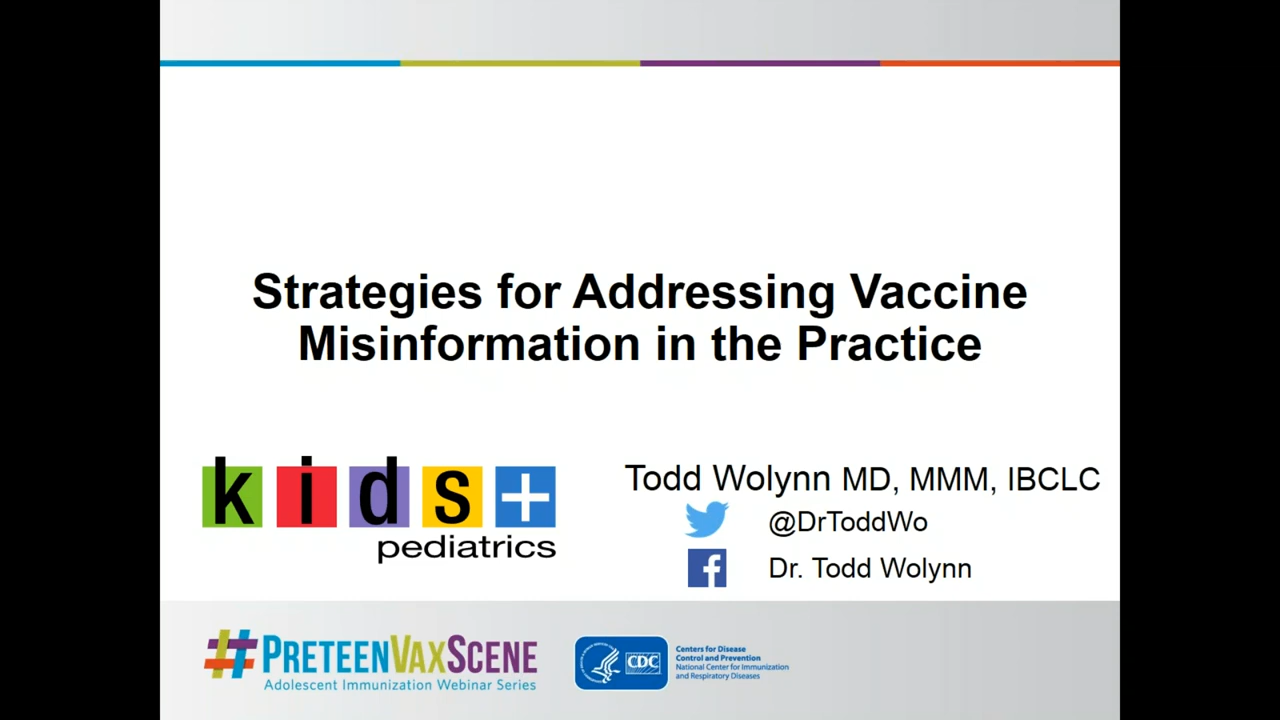 Strategies for Addressing Vaccine
Misinformation in the Practice
kids+
pediatrics
Todd Wolynn MD, MMM, IBCLC
@DrToddWo
Dr. Todd Wolynn
#PRETEENVAXSCENE
Adolescent Immunization Webinar Series
CDC
Centers for Disease
Control and Prevention
National Center for Immunization
and Respiratory Diseases